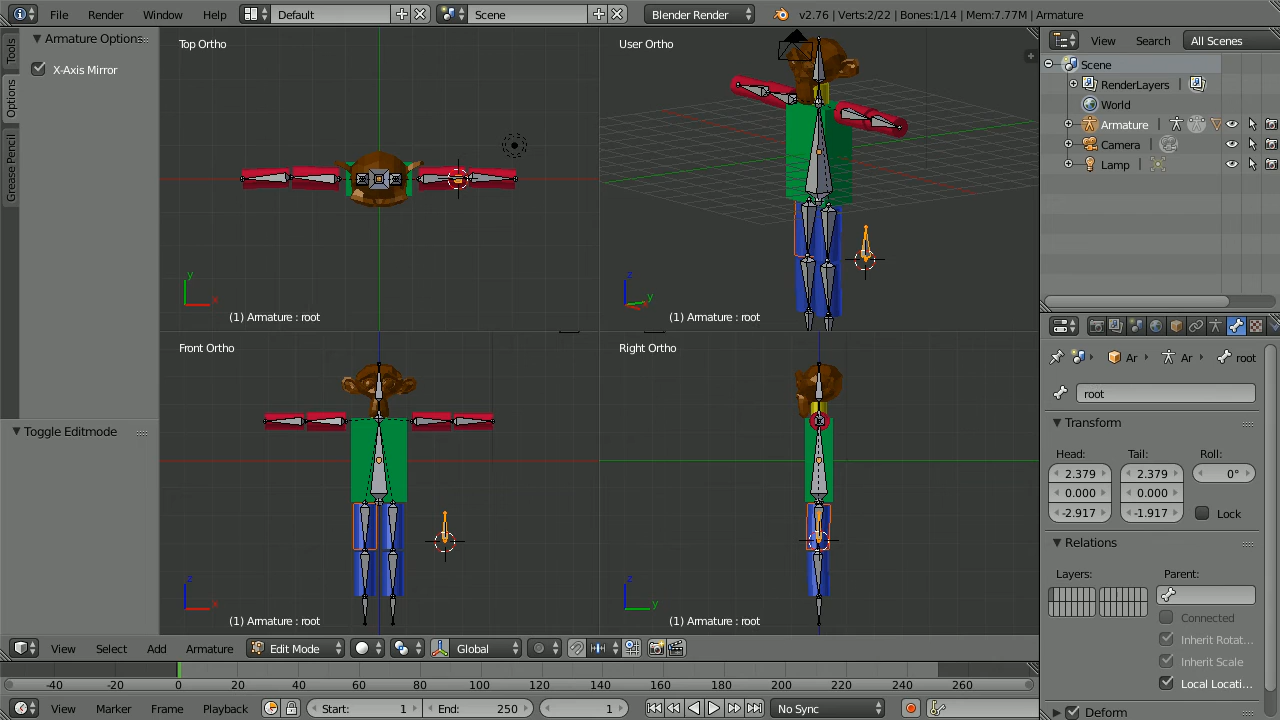 File Render Window Help Default Scene Blender Render v2.76 | Verts:2/22 | Bones:1/14 | Mem:7.77M | Armature
Tools
Options
Grease Pencil
Armature Options
X-Axis Mirror
Toggle Editmode
Top Ortho
y
x
(1) Armature : root
User Ortho
z
y
(1) Armature : root
Front Ortho
z
x
(1) Armature : root
Right Ortho
z
y
(1) Armature : root
View Search All Scenes
Scene
RenderLayers
World
Armature
Camera
Lamp
Ar Ar root
root
Transform
Head: Tail: Roll:
2.379 2.379 0°
0.000 0.000
-2.917 -1.917 Lock
Relations
Layers: Parent:
Connected
Inherit Rotat...
Inherit Scale
Local Locati...
Deform
View Select Add Armature Edit Mode Global
-40 -20 0 20 40 60 80 100 120 140 160 180 200 220 240 260
View Marker Frame Playback Start: 1 End: 250 1 No Sync